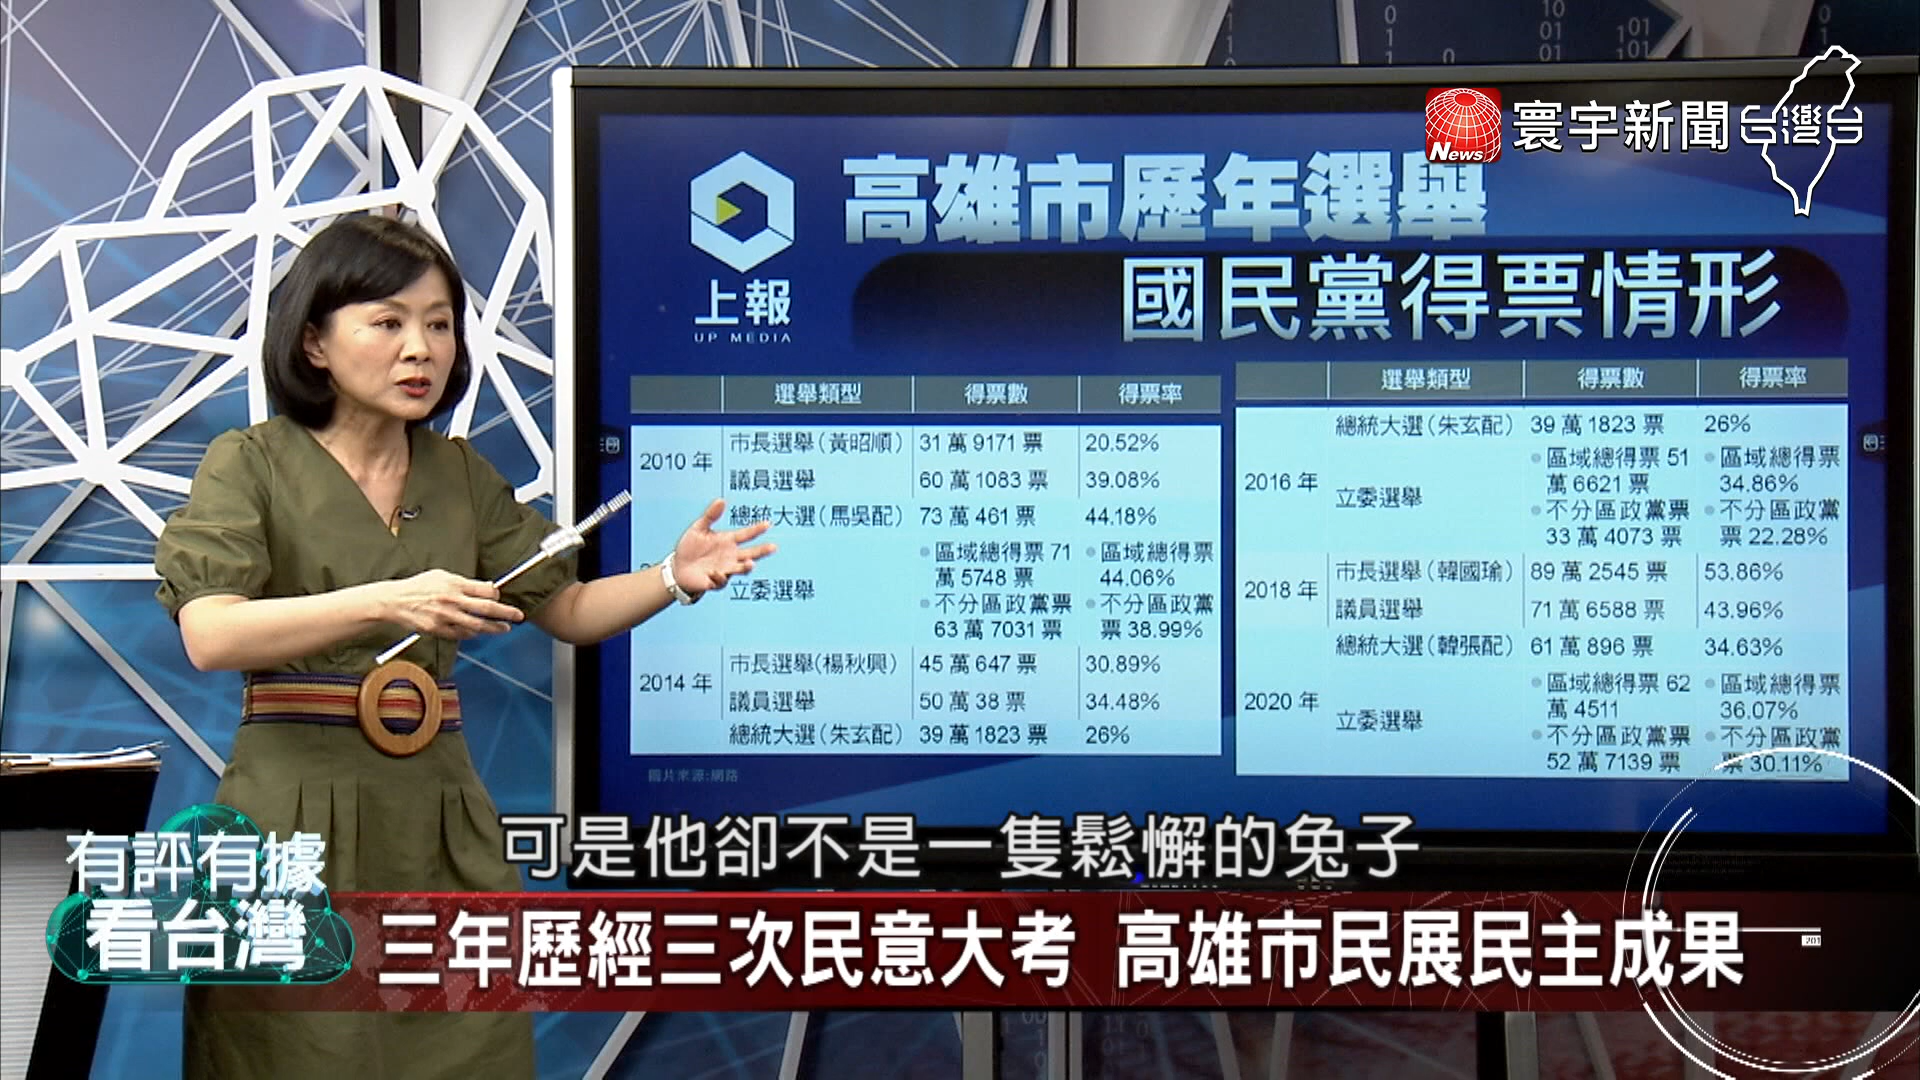 寰宇新聞 台灣台
News
高雄市歷年選舉
國民黨得票情形
上報
UP MEDIA
選舉類型 得票數 得票率
2010 年
市長選舉(黃昭順) 31 萬 9171 票 20.52%
議員選舉 60 萬 1083 票 39.08%
總統大選(馬吳配) 73 萬 461 票 44.18%
立委選舉
區域總得票 71
萬 5748 票
不分區政黨票
63 萬 7031 票
區域總得票
44.06%
不分區政黨
票 38.99%
2014 年
市長選舉(楊秋興) 45 萬 647 票 30.89%
議員選舉 50 萬 38 票 34.48%
總統大選(朱玄配) 39 萬 1823 票 26%
圖片來源:網路
選舉類型 得票數 得票率
2016 年
總統大選(朱玄配) 39 萬 1823 票 26%
立委選舉
區域總得票 51
萬 6621 票
不分區政黨票
33 萬 4073 票
區域總得票
34.86%
不分區政黨
票 22.28%
2018 年
市長選舉(韓國瑜) 89 萬 2545 票 53.86%
議員選舉 71 萬 6588 票 43.96%
2020 年
總統大選(韓張配) 61 萬 896 票 34.63%
立委選舉
區域總得票 62
萬 4511
不分區政黨票
52 萬 7139 票
區域總得票
36.07%
不分區政黨
票 30.11%
可是他卻不是一隻鬆懈的兔子
有評有據
看台灣
三年歷經三次民意大考 高雄市民展民主成果